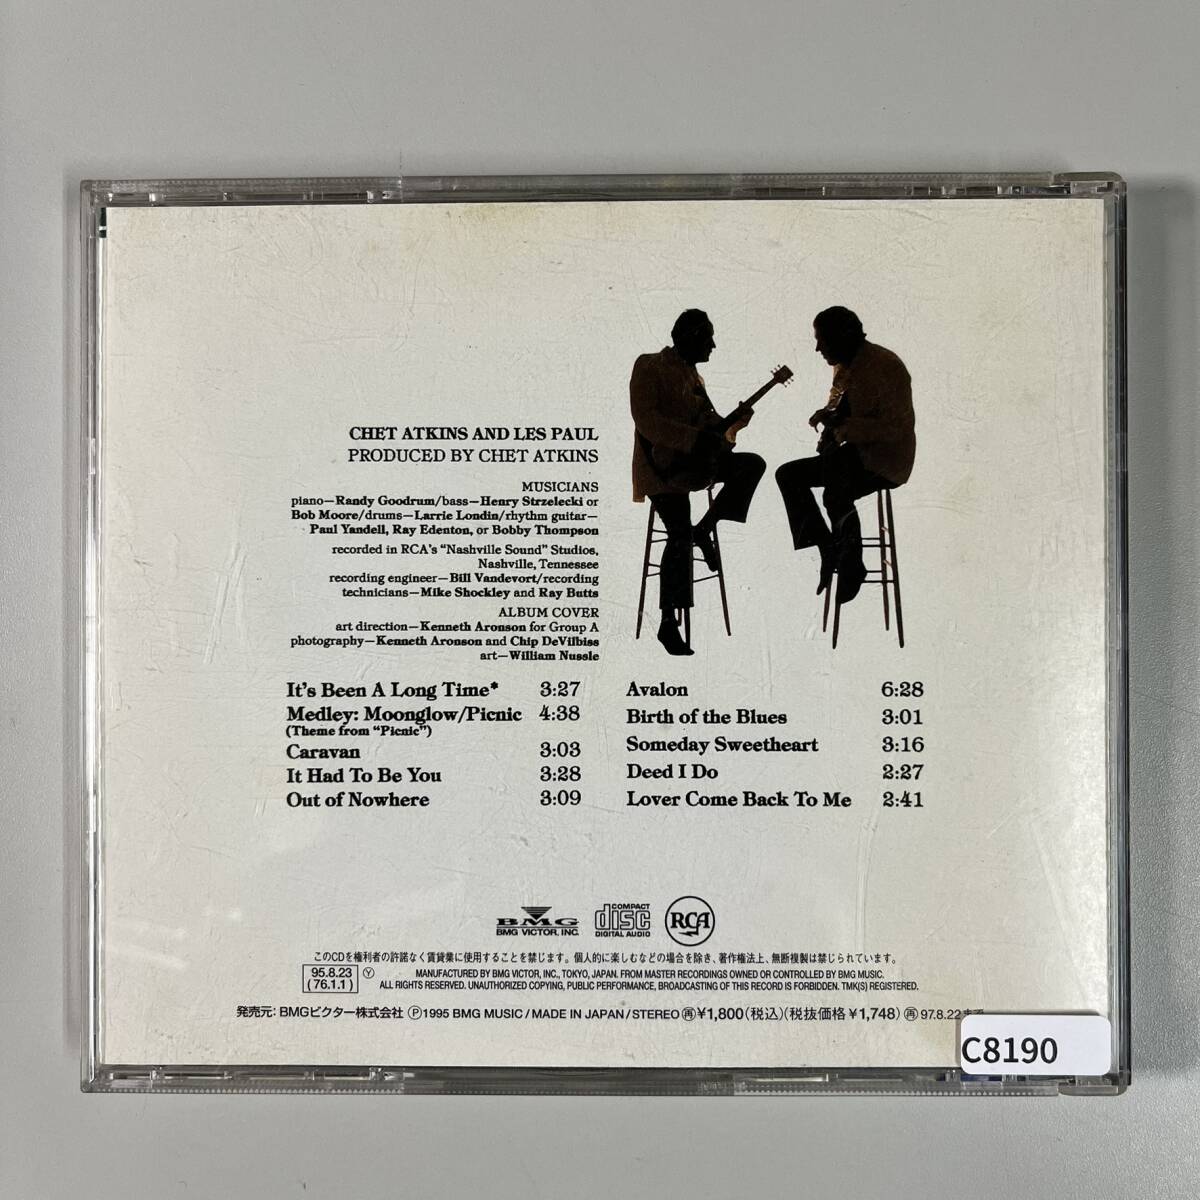 CHET ATKINS AND LES PAUL
PRODUCED BY CHET ATKINS
MUSICIANS
piano—Randy Goodrum/bass—Henry Strzelecki or
Bob Moore/drums—Larrie Londin/rhythm guitar—
Paul Yandell, Ray Edenton, or Bobby Thompson
recorded in RCA's "Nashville Sound" Studios,
Nashville, Tennessee
recording engineer—Bill Vandevort/recording
technicians—Mike Shockley and Ray Butts
ALBUM COVER
art direction—Kenneth Aronson for Group A
photography—Kenneth Aronson and Chip DeVilbiss
art—William Nussle
It's Been A Long Time* 3:27
Medley: Moonglow/Picnic 4:38
(Theme from "Picnic")
Caravan 3:03
It Had To Be You 3:28
Out of Nowhere 3:09
Avalon 6:28
Birth of the Blues 3:01
Someday Sweetheart 3:16
Deed I Do 2:27
Lover Come Back To Me 2:41
BMG
BMG VICTOR, INC.
COMPACT
disc
DIGITAL AUDIO
RCA
このCDを権利者の許諾なく賃貸業に使用することを禁じます。個人的に楽しむなどの場合を除き、著作権法上、無断複製は禁じられています。
95.8.23 Ⓨ
(76.1.1)
MANUFACTURED BY BMG VICTOR, INC., TOKYO, JAPAN. FROM MASTER RECORDINGS OWNED OR CONTROLLED BY BMG MUSIC.
ALL RIGHTS RESERVED. UNAUTHORIZED COPYING, PUBLIC PERFORMANCE, BROADCASTING OF THIS RECORD IS FORBIDDEN. TMK(S) REGISTERED.
発売元：BMGビクター株式会社 Ⓟ1995 BMG MUSIC/MADE IN JAPAN/STEREO 再¥1,800(税込)(税抜価格¥1,748) 再97.8.22まで
C8190